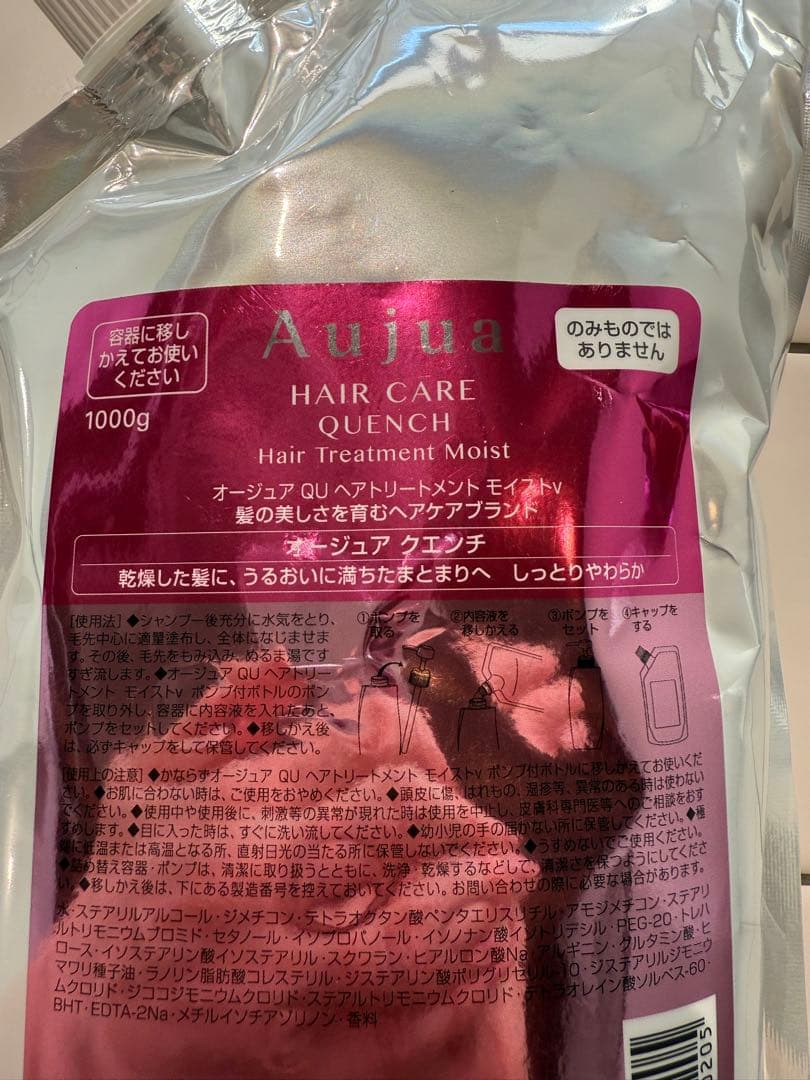 容器に移し
かえてお使い
ください
1000g
Aujua
のみものでは
ありません
HAIR CARE
QUENCH
Hair Treatment Moist
オージュア QU ヘアトリートメント モイストv
髪の美しさを育むヘアケアブランド
オージュア クエンチ
乾燥した髪に、うるおいに満ちたまとまりへ しっとりやわらか
[使用法] ◆シャンプー後充分に水気をとり、
毛先中心に適量塗布し、全体になじませま
す。その後、毛先をもみ込み、ぬるま湯です
すぎ流します。◆オージュア QU ヘアトリー
トメント モイストv ポンプ付ボトルのポン
プを取り外し、容器に内容液を入れたあと、
ポンプをセットしてください。◆移しかえ後
は、必ずキャップをして保管してください。
①ポンプを
取る
②内容液を
移しかえる
③ポンプを
セット
④キャップを
する
[使用上の注意] ◆かならずオージュア QU ヘアトリートメント モイストv ポンプ付ボトルに移しかえてお使いくだ
さい。◆お肌に合わない時は、ご使用をおやめください。◆頭皮に傷、はれもの、湿疹等、異常のある時は使わない
でください。◆使用中や使用後に、刺激等の異常が現れた時は使用を中止し、皮膚科専門医等へのご相談をおす
すめします。◆目に入った時は、すぐに洗い流してください。◆幼小児の手の届かない所に保管してください。◆極
端に低温または高温となる所、直射日光の当たる所に保管しないでください。◆うすめないでご使用ください。
◆詰め替え容器・ポンプは、清潔に取り扱うとともに、洗浄・乾燥するなどして、清潔さを保つようにしてくださ
い。◆移しかえ後は、下にある製造番号を控えておいてください。お問い合わせの際に必要な場合があります。
水・ステアリルアルコール・ジメチコン・テトラオクタン酸ペンタエリスリチル・アモジメチコン・ステアリ
ルトリモニウムブロミド・セタノール・イソプロパノール・イソノナン酸イソトリデシル・PEG-20・トレハ
ロース・イソステアリン酸イソステアリル・スクワラン・ヒアルロン酸Na・アルギニン・グルタミン酸・ヒ
マワリ種子油・ラノリン脂肪酸コレステリル・ジステアリン酸ポリグリセリル-10・ジステアリルジモニウ
ムクロリド・ジココジモニウムクロリド・ステアルトリモニウムクロリド・テトラオレイン酸ソルベス-60・
BHT・EDTA-2Na・メチルイソチアゾリノン・香料
0205